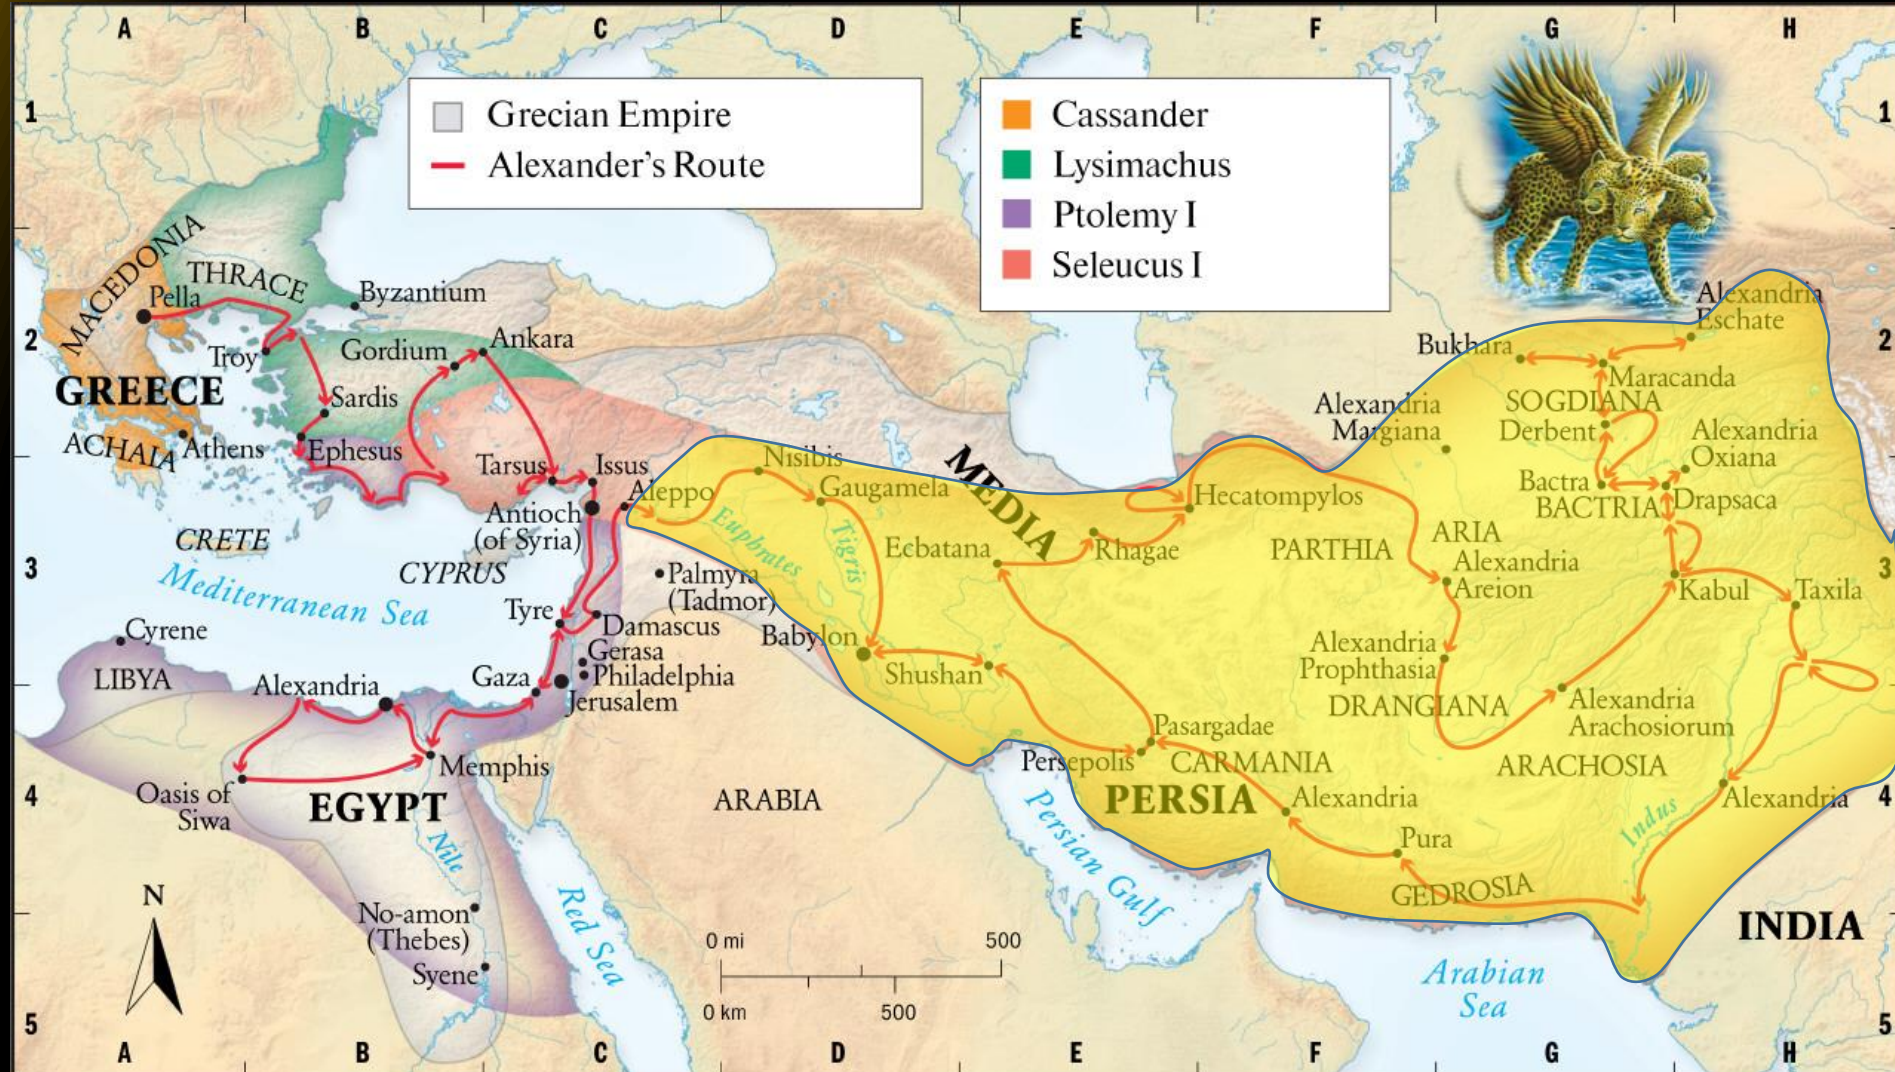 A B C D E F G H
1
2
3
4
5
Grecian Empire
Alexander's Route
Cassander
Lysimachus
Ptolemy I
Seleucus I
1
2
3
4
5
MACEDONIA
THRACE
Pella
Byzantium
Troy
Gordium
Ankara
GREECE
Sardis
ACHAIA
Athens
Ephesus
Tarsus
Issus
Aleppo
Antioch
(of Syria)
CRETE
CYPRUS
Mediterranean Sea
Palmyra
(Tadmor)
Tyre
Damascus
Gerasa
Philadelphia
Jerusalem
Gaza
Cyrene
LIBYA
Alexandria
Memphis
Oasis of
Siwa
EGYPT
Nile
No-amon
(Thebes)
Syene
Red Sea
N
ARABIA
0 mi 500
0 km 500
Nisibis
Gaugamela
Euphrates
Tigris
MEDIA
Ecbatana
Rhagae
Hecatompylos
Babylon
Shushan
Pasargadae
Persepolis
CARMANIA
PERSIA
Persian Gulf
Alexandria
Pura
GEDROSIA
PARTHIA
ARIA
Alexandria
Areion
Alexandria
Prophthasia
DRANGIANA
Alexandria
Arachosiorum
ARACHOSIA
Alexandria
Margiana
Bukhara
Alexandria
Eschate
Maracanda
SOGDIANA
Derbent
Alexandria
Oxiana
Bactra
BACTRIA
Drapsaca
Kabul
Taxila
Alexandria
Indus
INDIA
Arabian
Sea
A B C D E F G H